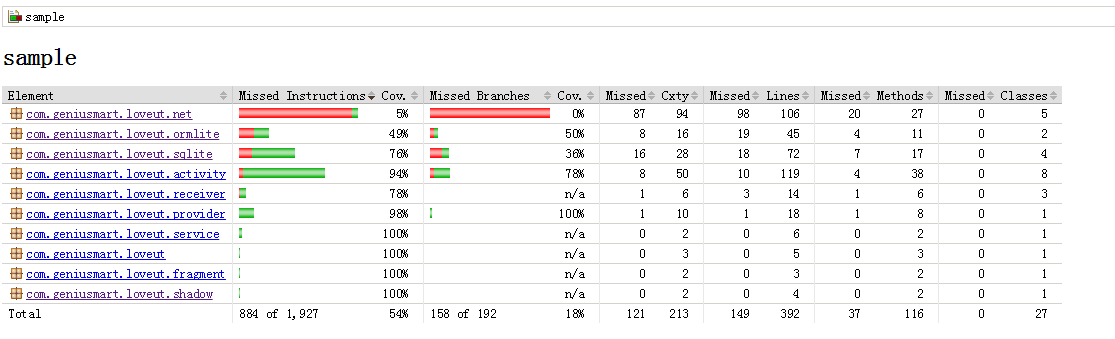 sample
sample
Element Missed Instructions Cov. Missed Branches Cov. Missed Cxty Missed Lines Missed Methods Missed Classes
com.geniusmart.loveut.net 5% 0% 87 94 98 106 20 27 0 5
com.geniusmart.loveut.ormlite 49% 50% 8 16 19 45 4 11 0 2
com.geniusmart.loveut.sqlite 76% 36% 16 28 18 72 7 17 0 4
com.geniusmart.loveut.activity 94% 78% 8 50 10 119 4 38 0 8
com.geniusmart.loveut.receiver 78% n/a 1 6 3 14 1 6 0 3
com.geniusmart.loveut.provider 98% 100% 1 10 1 18 1 8 0 1
com.geniusmart.loveut.service 100% n/a 0 2 0 6 0 2 0 1
com.geniusmart.loveut 100% n/a 0 3 0 5 0 3 0 1
com.geniusmart.loveut.fragment 100% n/a 0 2 0 3 0 2 0 1
com.geniusmart.loveut.shadow 100% n/a 0 2 0 4 0 2 0 1
Total 884 of 1,927 54% 158 of 192 18% 121 213 149 392 37 116 0 27